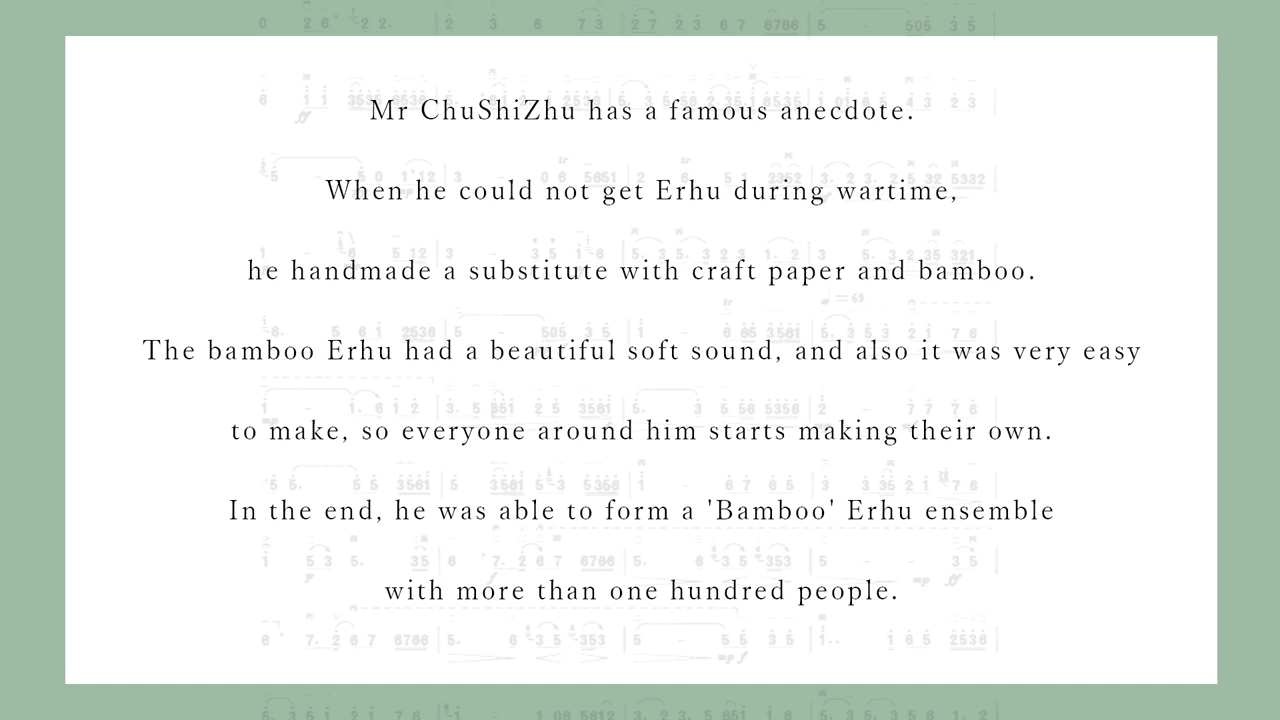 Mr ChuShiZhu has a famous anecdote.
When he could not get Erhu during wartime,
he handmade a substitute with craft paper and bamboo.
The bamboo Erhu had a beautiful soft sound, and also it was very easy
to make, so everyone around him starts making their own.
In the end, he was able to form a 'Bamboo' Erhu ensemble
with more than one hundred people.